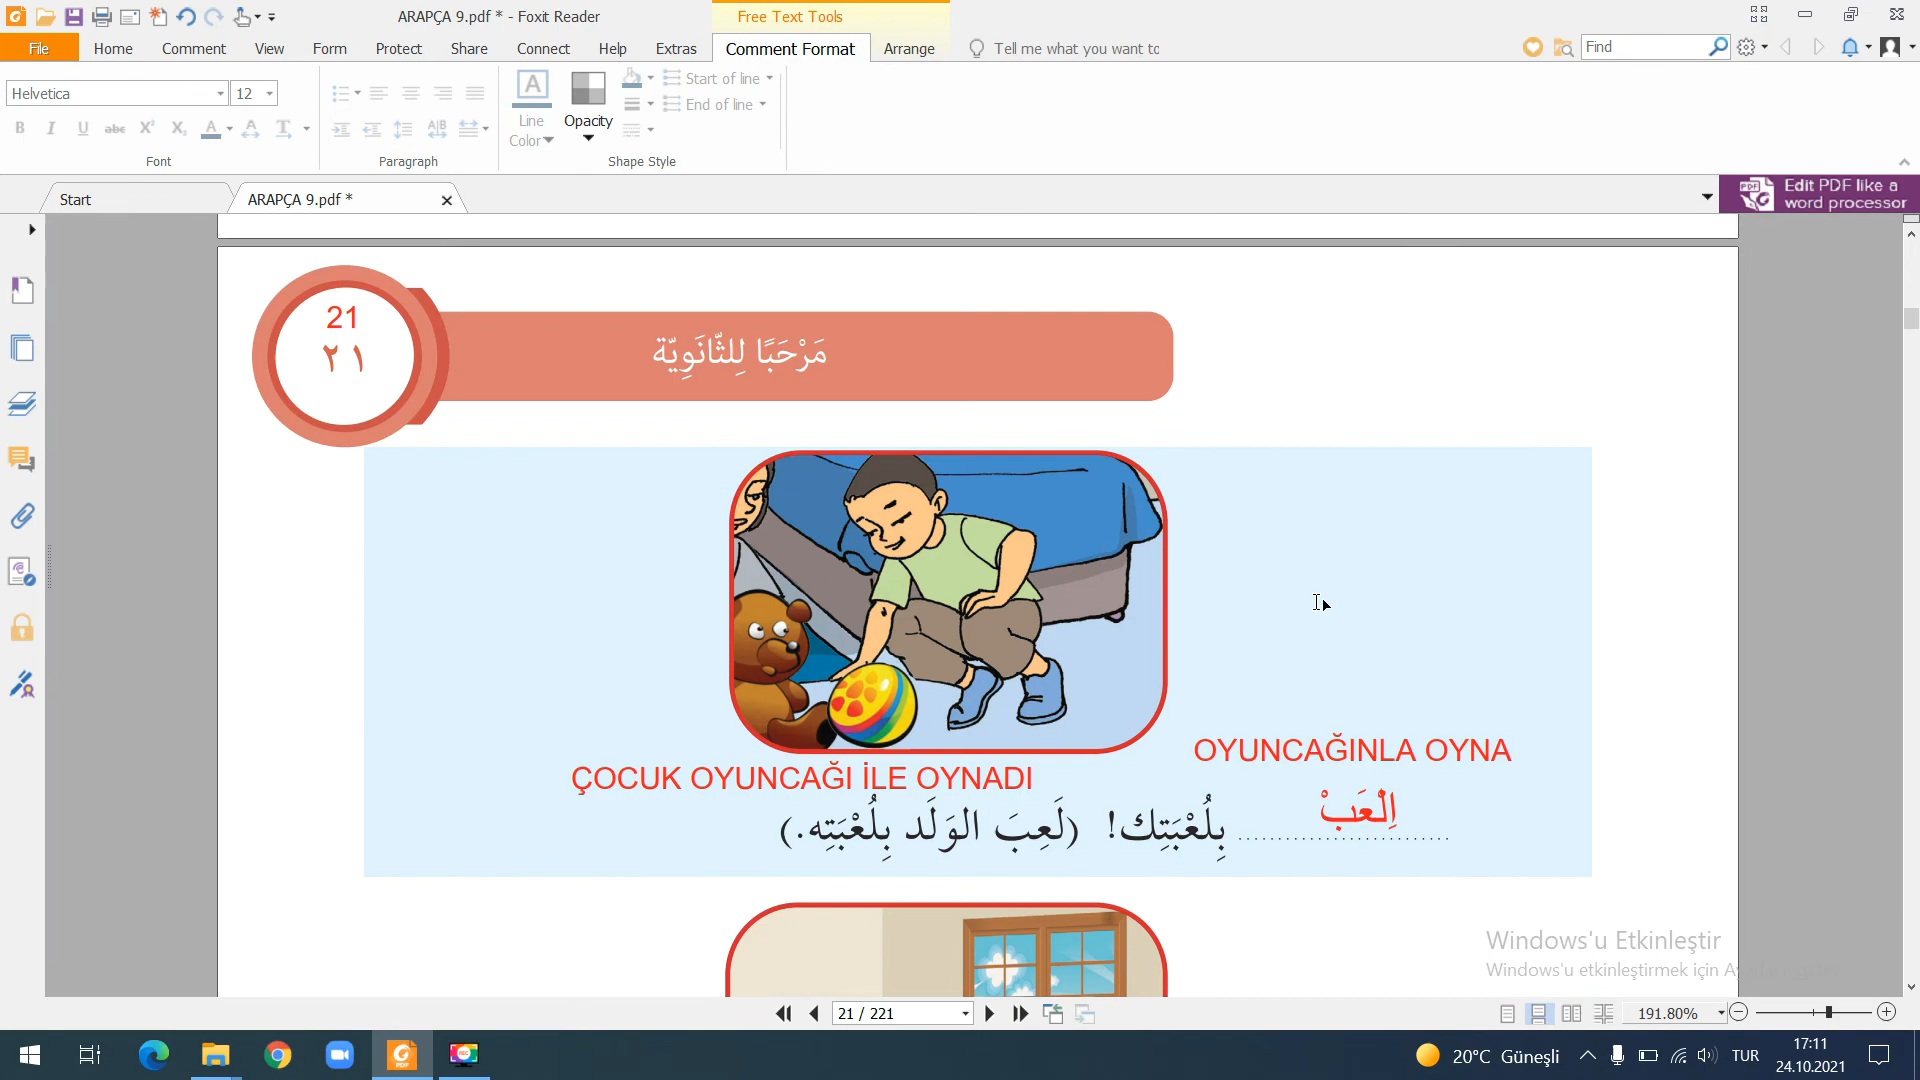 ARAPÇA 9.pdf * - Foxit Reader
Free Text Tools
File Home Comment View Form Protect Share Connect Help Extras Comment Format Arrange Tell me what you want to
Find
Helvetica 12
Start of line
End of line
Line Color
Opacity
Font Paragraph Shape Style
Start
ARAPÇA 9.pdf *
Edit PDF like a
word processor
21
٢١
مَرْحَبًا لِلثّانَوِيّة
OYUNCAĞINLA OYNA
ÇOCUK OYUNCAĞI İLE OYNADI
اِلْعَبْ
بِلُعْبَتِك! (لَعِبَ الوَلَد بِلُعْبَتِه.)
Windows'u Etkinleştir
Windows'u etkinleştirmek için
21 / 221
191.80%
20°C Güneşli
TUR
17:11
24.10.2021